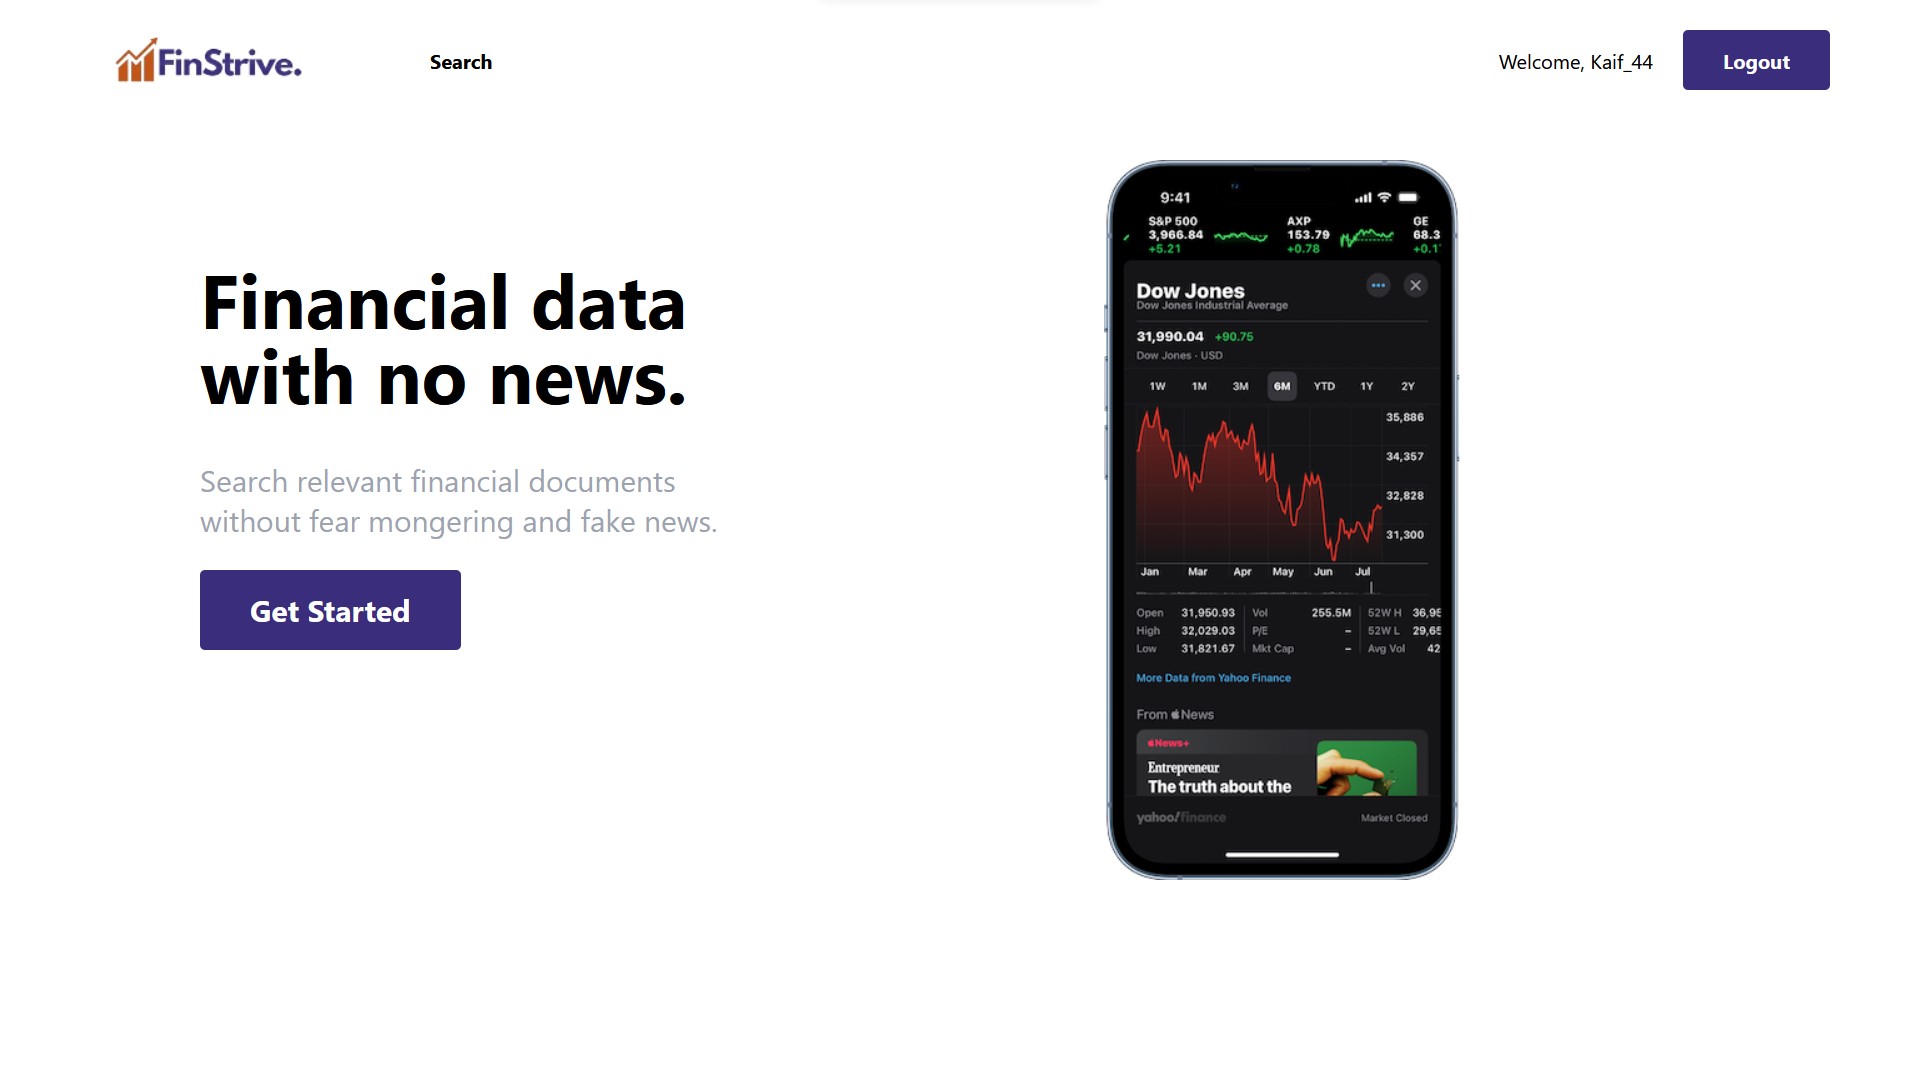 FinStrive.
Search
Welcome, Kaif_44
Logout
Financial data
with no news.
Search relevant financial documents
without fear mongering and fake news.
Get Started
9:41
S&P 500 AXP GE
3,966.84 153.79 68.3
+5.21 +0.78 +0.1
Dow Jones
Dow Jones Industrial Average
31,990.04 +90.75
Dow Jones · USD
1W 1M 3M 6M YTD 1Y 2Y
35,886
34,357
32,828
31,300
Jan Mar Apr May Jun Jul
Open 31,950.93 Vol 255.5M 52W H 36,95
High 32,029.03 P/E – 52W L 29,65
Low 31,821.67 Mkt Cap – Avg Vol 42
More Data from Yahoo Finance
From News
News+
Entrepreneur
The truth about the
yahoo!finance Market Closed